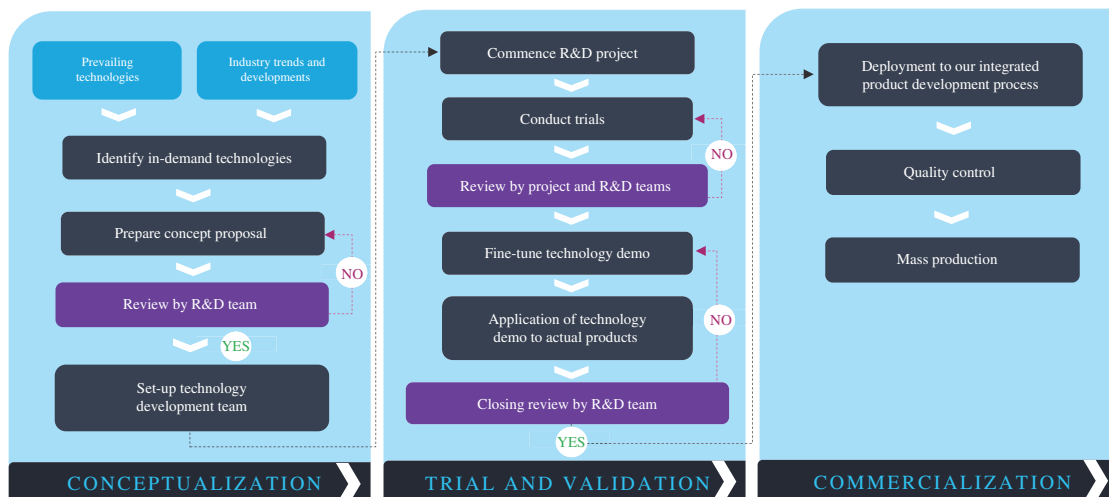 Prevailing
technologies
Industry trends and
developments
Identify in-demand technologies
Prepare concept proposal
NO
Review by R&D team
YES
Set-up technology
development team
CONCEPTUALIZATION
Commence R&D project
Conduct trials
NO
Review by project and R&D teams
Fine-tune technology demo
NO
Application of technology
demo to actual products
Closing review by R&D team
YES
TRIAL AND VALIDATION
Deployment to our integrated
product development process
Quality control
Mass production
COMMERCIALIZATION